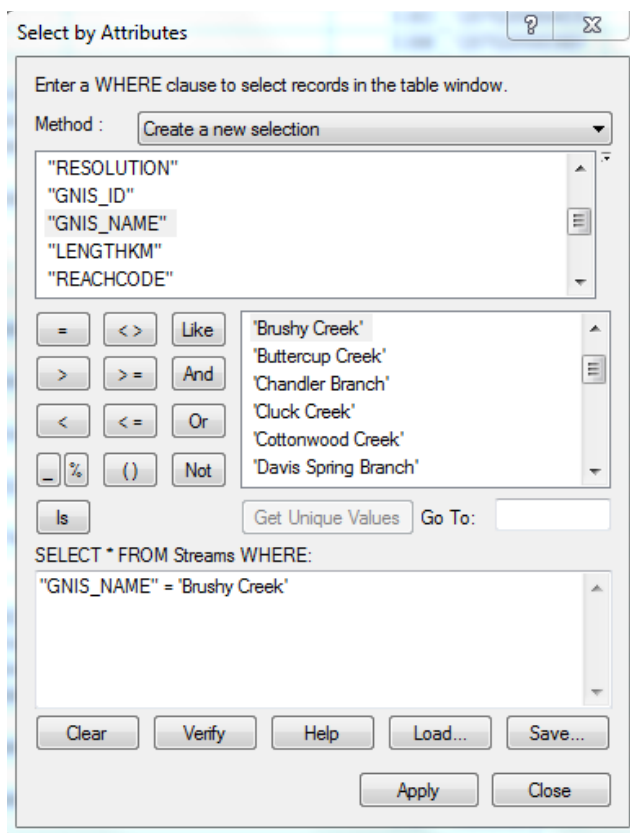 Select by Attributes
Enter a WHERE clause to select records in the table window.
Method : Create a new selection
"RESOLUTION"
"GNIS_ID"
"GNIS_NAME"
"LENGTHKM"
"REACHCODE"
= < > Like
> > = And
< < = Or
_ % ( ) Not
Is
'Brushy Creek'
'Buttercup Creek'
'Chandler Branch'
'Cluck Creek'
'Cottonwood Creek'
'Davis Spring Branch'
Get Unique Values Go To:
SELECT * FROM Streams WHERE:
"GNIS_NAME" = 'Brushy Creek'
Clear Verify Help Load... Save...
Apply Close